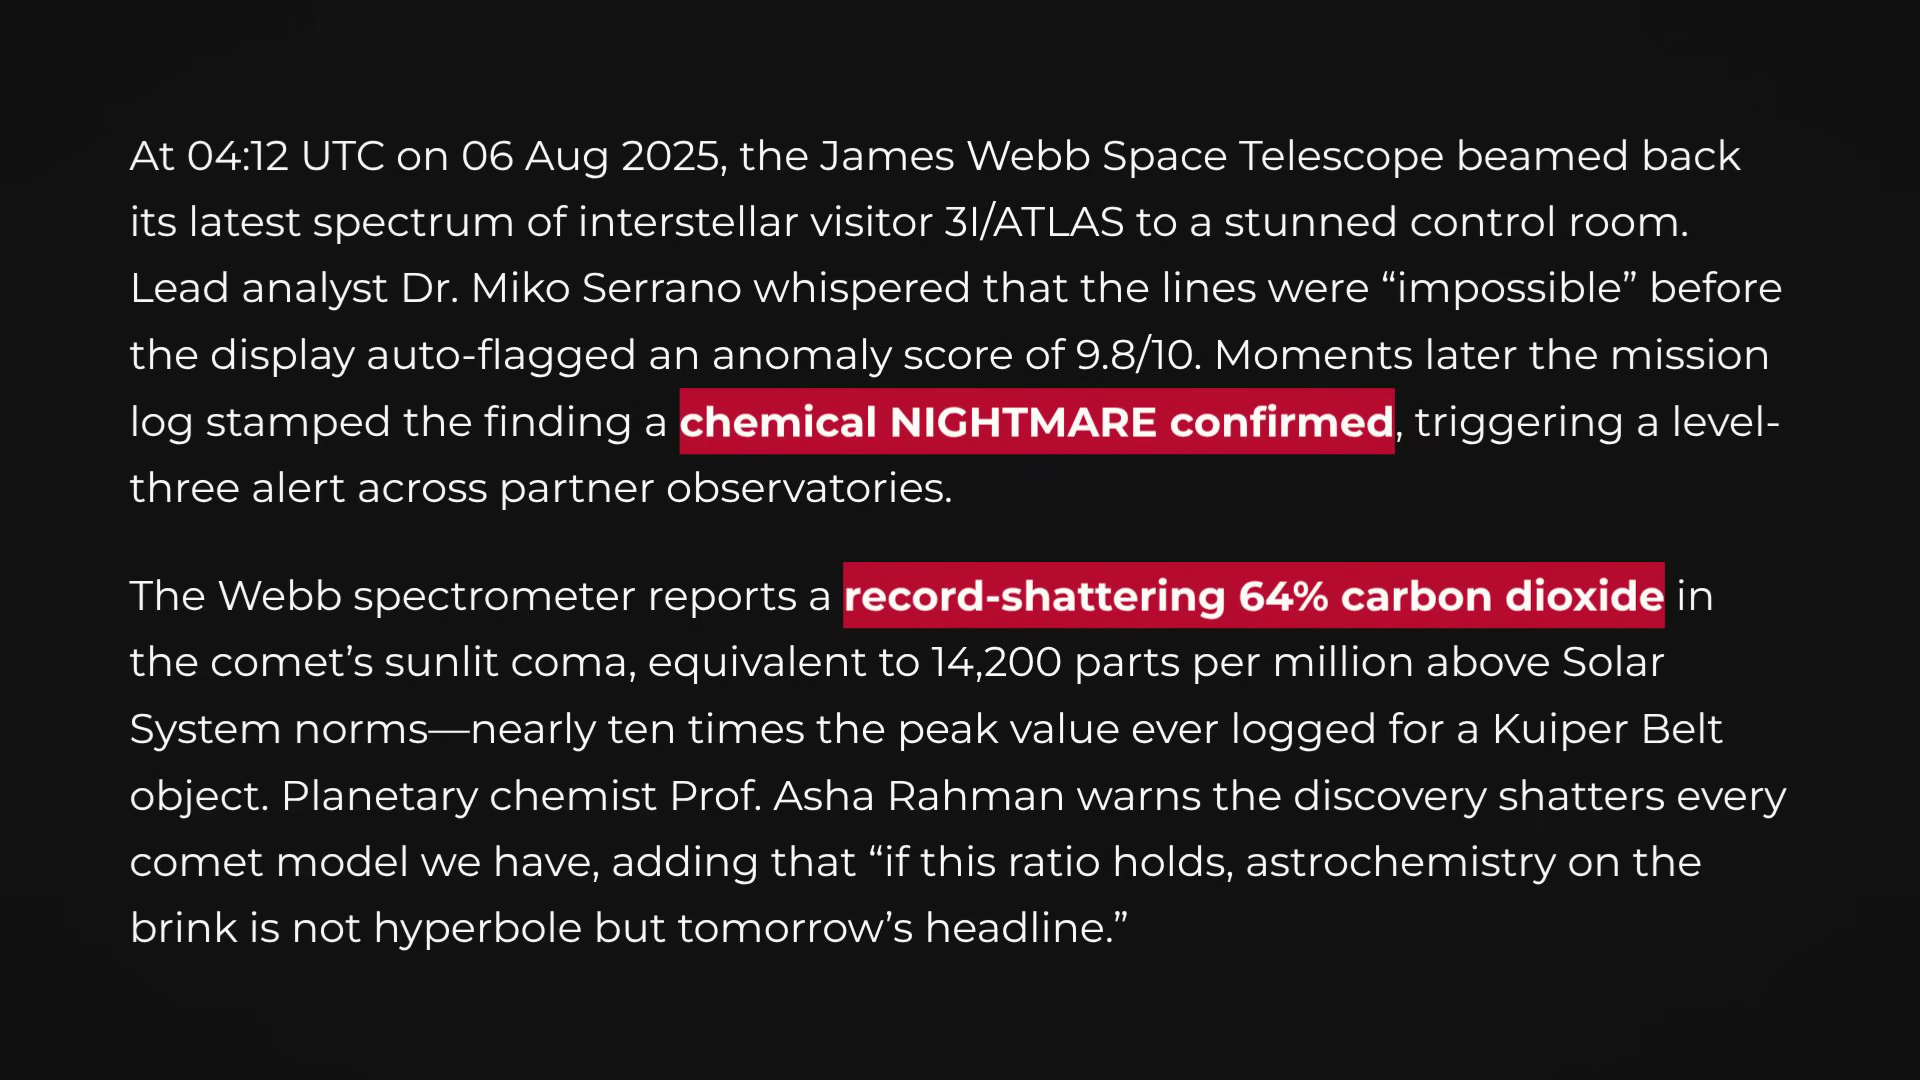 At 04:12 UTC on 06 Aug 2025, the James Webb Space Telescope beamed back
its latest spectrum of interstellar visitor 3I/ATLAS to a stunned control room.
Lead analyst Dr. Miko Serrano whispered that the lines were “impossible” before
the display auto-flagged an anomaly score of 9.8/10. Moments later the mission
log stamped the finding a chemical NIGHTMARE confirmed, triggering a level-
three alert across partner observatories.
The Webb spectrometer reports a record-shattering 64% carbon dioxide in
the comet’s sunlit coma, equivalent to 14,200 parts per million above Solar
System norms—nearly ten times the peak value ever logged for a Kuiper Belt
object. Planetary chemist Prof. Asha Rahman warns the discovery shatters every
comet model we have, adding that “if this ratio holds, astrochemistry on the
brink is not hyperbole but tomorrow’s headline.”